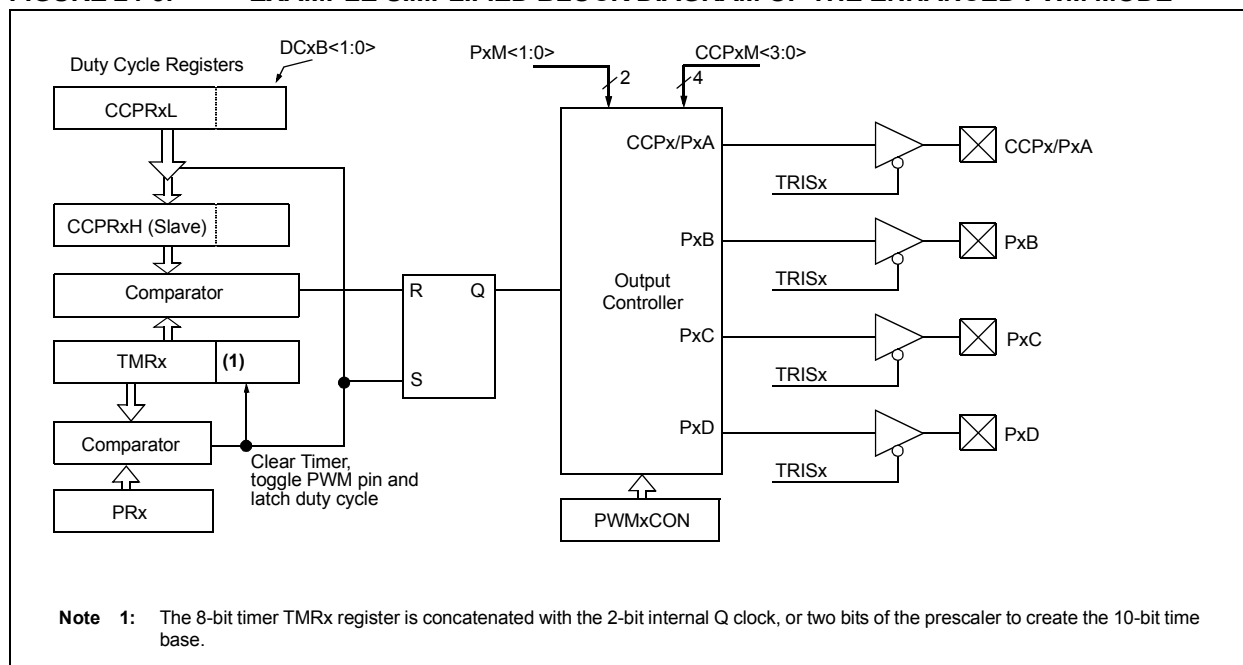 FIGURE
EXAMPLE SIMPLIFIED BLOCK DIAGRAM OF THE ENHANCED PWM MODE
DCxB<1:0>
Duty Cycle Registers
CCPRxL
CCPRxH (Slave)
Comparator
TMRx
(1)
Comparator
PRx
Clear Timer,
toggle PWM pin and
latch duty cycle
R
Q
S
PxM<1:0>
2
CCPxM<3:0>
4
Output
Controller
CCPx/PxA
PxB
PxC
PxD
PWMxCON
TRISx
CCPx/PxA
TRISx
PxB
TRISx
PxC
TRISx
PxD
Note 1: The 8-bit timer TMRx register is concatenated with the 2-bit internal Q clock, or two bits of the prescaler to create the 10-bit time
base.